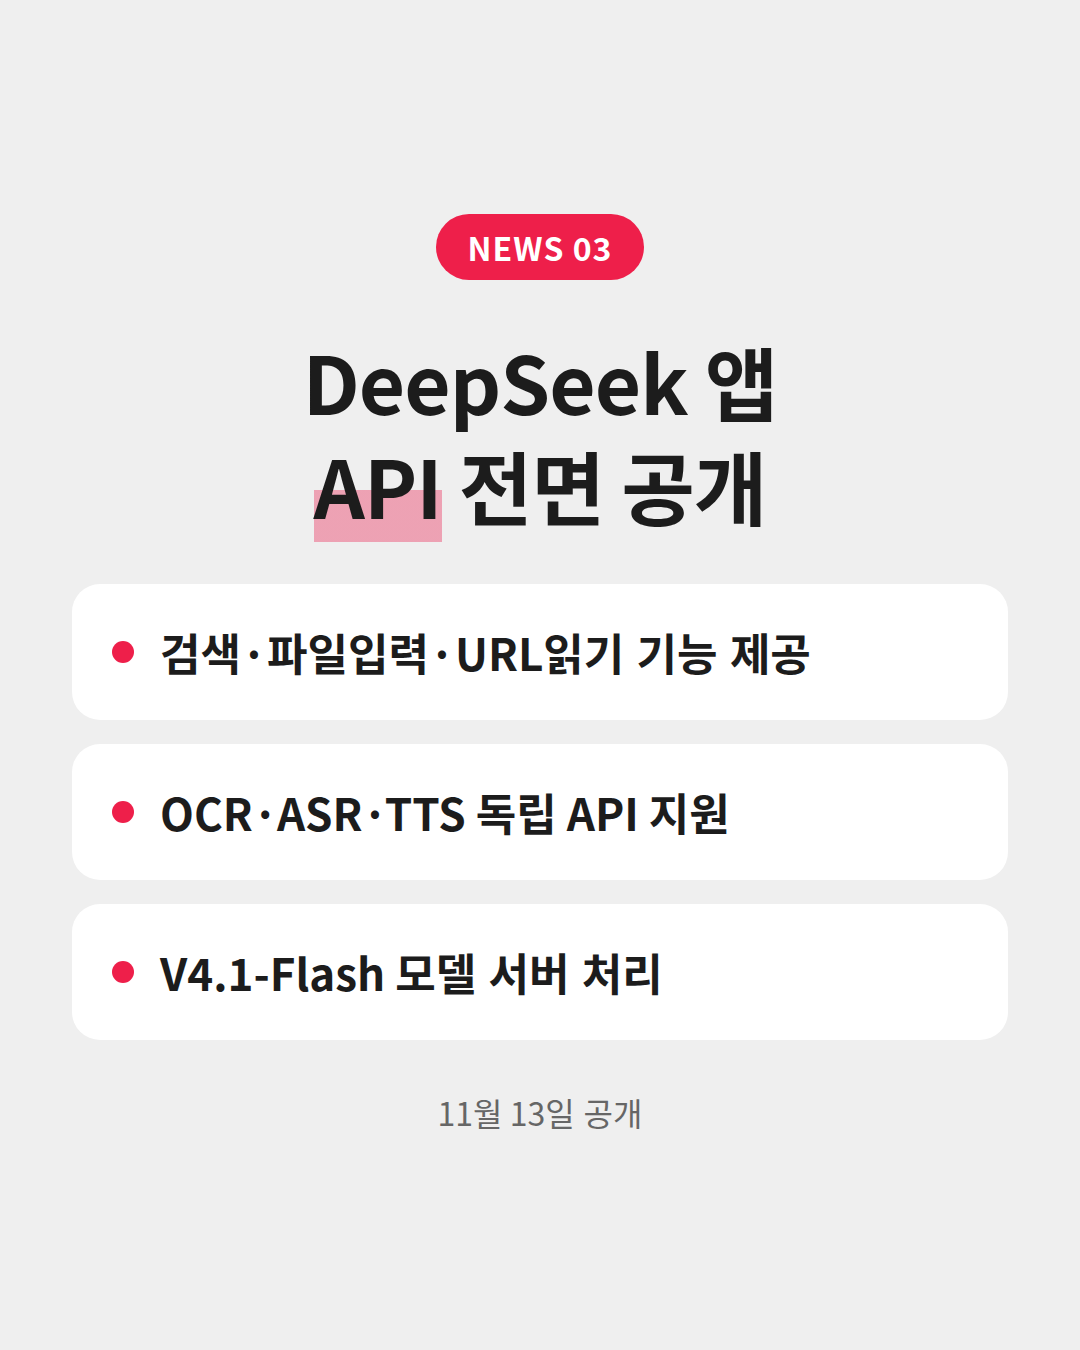 NEWS 03
DeepSeek 앱
API 전면 공개
검색·파일입력·URL읽기 기능 제공
OCR·ASR·TTS 독립 API 지원
V4.1-Flash 모델 서버 처리
11월 13일 공개